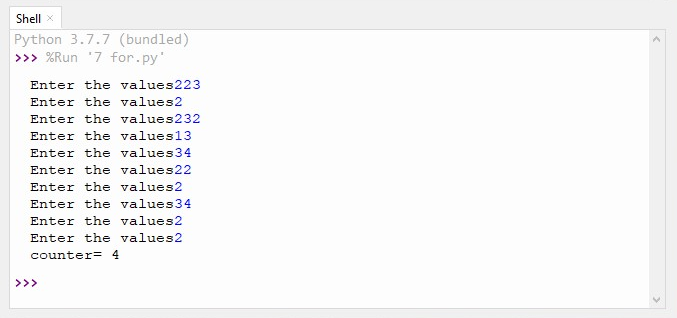 Shell ×
Python 3.7.7 (bundled)
>>> %Run '7 for.py'
Enter the values223
Enter the values2
Enter the values232
Enter the values13
Enter the values34
Enter the values22
Enter the values2
Enter the values34
Enter the values2
Enter the values2
counter= 4
>>>